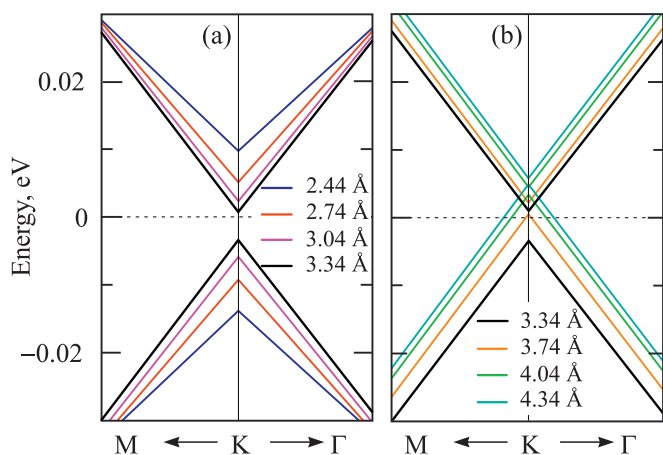 (a) (b)
0.02
0
−0.02
Energy, eV
2.44 Å
2.74 Å
3.04 Å
3.34 Å
3.34 Å
3.74 Å
4.04 Å
4.34 Å
M K Γ M K Γ